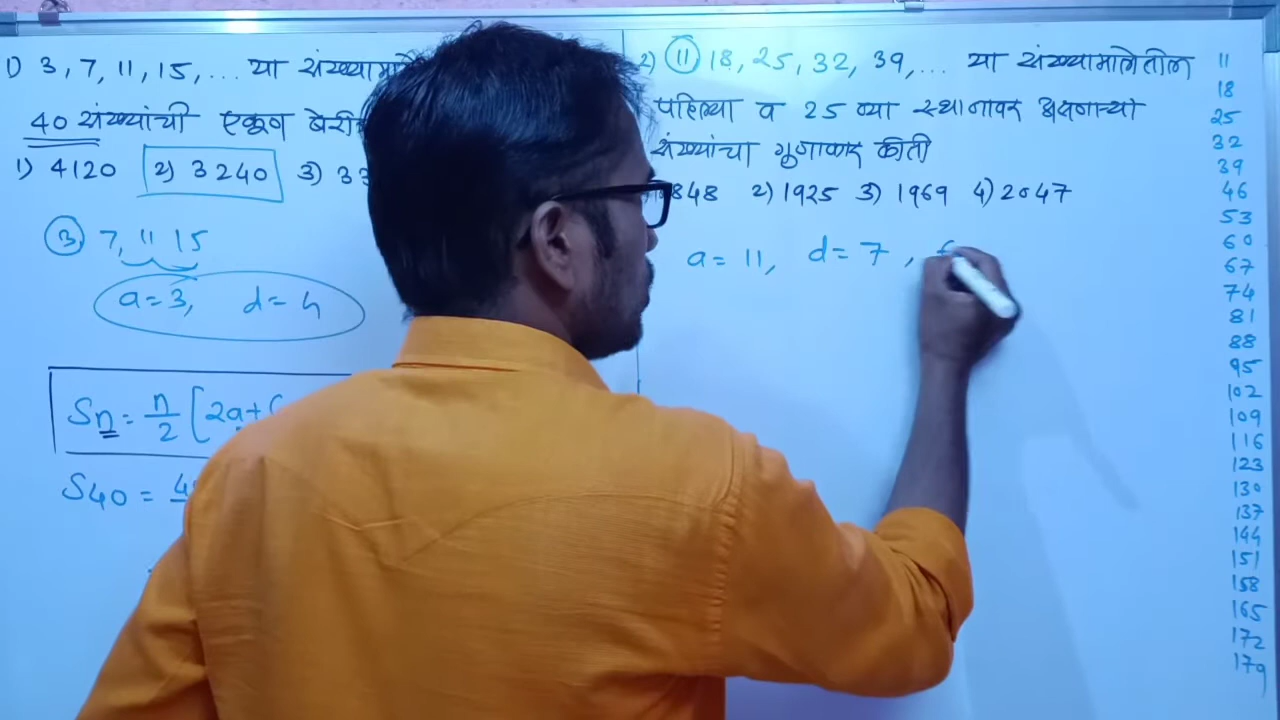 1) 3, 7, 11, 15, ... या संख्यामाले
40 संख्यांची एकूण बेरी
1) 4120 2) 3240 3) 33
3, 7, 11 15
a = 3, d = 4
Sn = n/2 [2a + (
S40 = 4
2) 11 18, 25, 32, 39, ... या संख्यामालेतील
पहिल्या व 25 व्या स्थानावर असणाऱ्या
संख्यांचा गुणाकार किती
848 2) 1925 3) 1969 4) 2047
a = 11, d = 7,
11
18
25
32
39
46
53
60
67
74
81
88
95
102
109
116
123
130
137
144
151
158
165
172
179